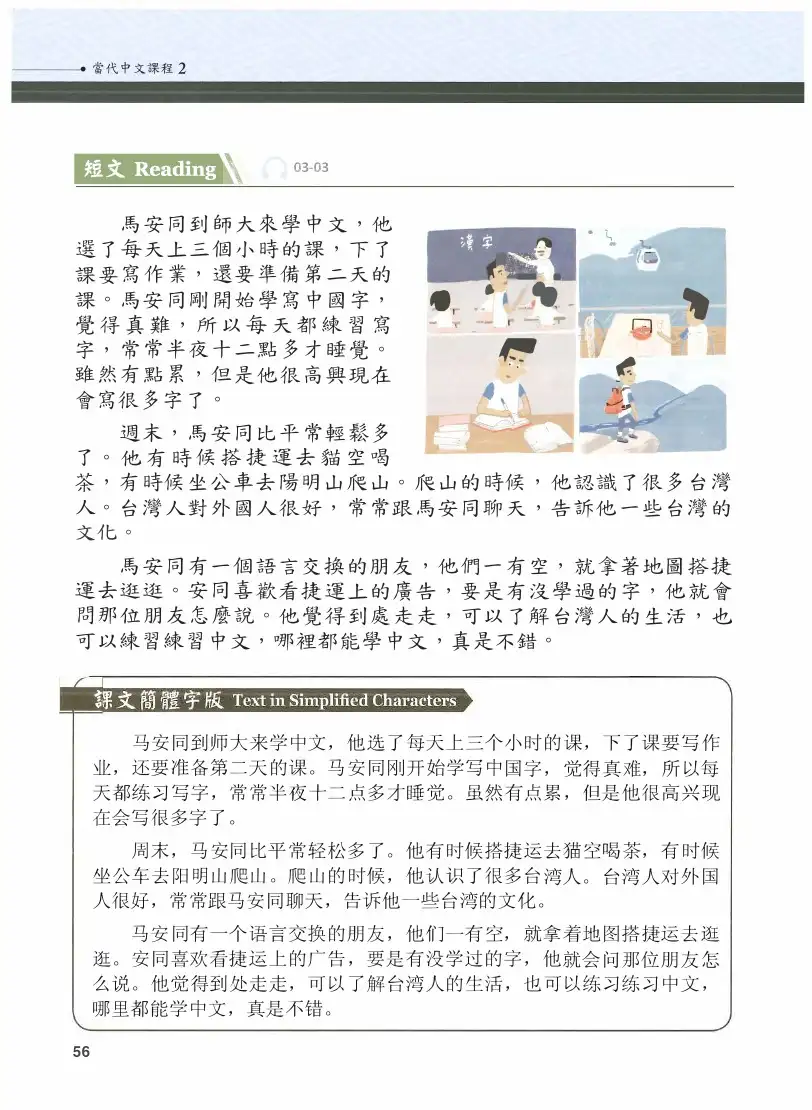 當代中文課程 2
短文 Reading
03-03
馬安同到師大來學中文，他
選了每天上三個小時的課，下了
課要寫作業，還要準備第二天的
課。馬安同剛開始學寫中國字，
覺得真難，所以每天都練習寫
字，常常半夜十二點多才睡覺。
雖然有點累，但是他很高興現在
會寫很多字了。
漢字
週末，馬安同比平常輕鬆多
了。他有時候搭捷運去貓空喝
茶，有時候坐公車去陽明山爬山。爬山的時候，他認識了很多台灣
人。台灣人對外國人很好，常常跟馬安同聊天，告訴他一些台灣的
文化。
馬安同有一個語言交換的朋友，他們一有空，就拿著地圖搭捷
運去逛逛。安同喜歡看捷運上的廣告，要是有沒學過的字，他就會
問那位朋友怎麼說。他覺得到處走走，可以了解台灣人的生活，也
可以練習練習中文，哪裡都能學中文，真是不錯。
課文簡體字版 Text in Simplified Characters
马安同到师大来学中文，他选了每天上三个小时的课，下了课要写作
业，还要准备第二天的课。马安同刚开始学写中国字，觉得真难，所以每
天都练习写字，常常半夜十二点多才睡觉。虽然有点累，但是他很高兴现
在会写很多字了。
周末，马安同比平常轻松多了。他有时候搭捷运去猫空喝茶，有时候
坐公车去阳明山爬山。爬山的时候，他认识了很多台湾人。台湾人对外国
人很好，常常跟马安同聊天，告诉他一些台湾的文化。
马安同有一个语言交换的朋友，他们一有空，就拿着地图搭捷运去逛
逛。安同喜欢看捷运上的广告，要是有没学过的字，他就会问那位朋友怎
么说。他觉得到处走走，可以了解台湾人的生活，也可以练习练习中文，
哪里都能学中文，真是不错。
56